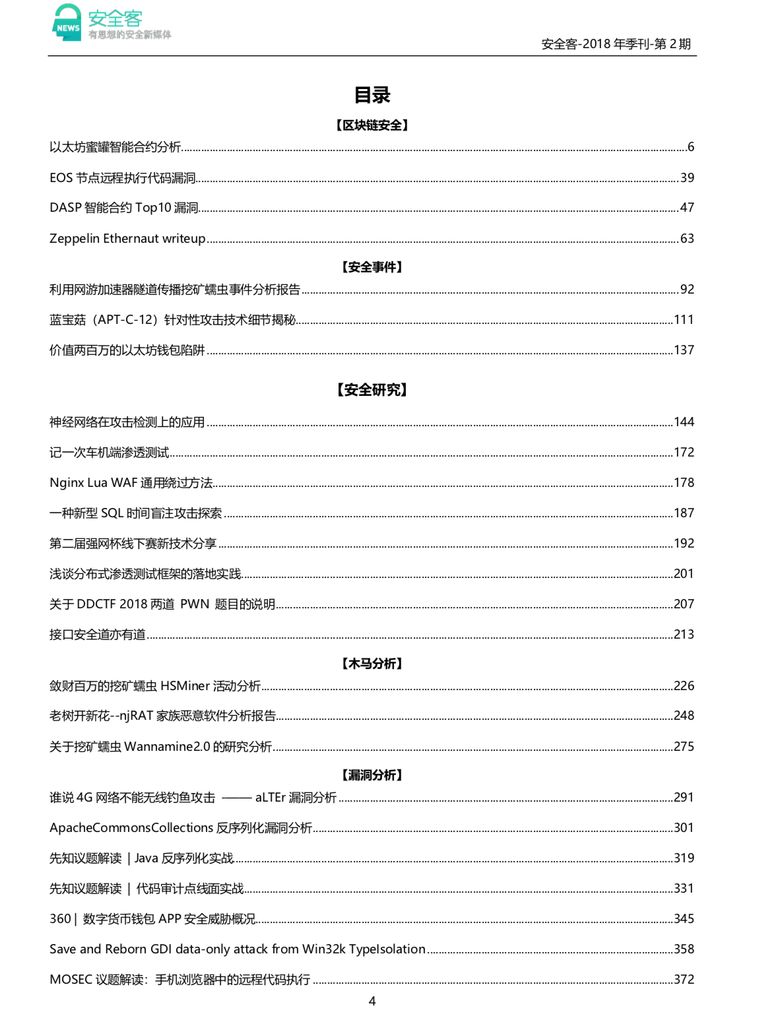 安全客
NEWS
有思想的安全新媒体
安全客-2018 年季刊-第 2 期
目录
【区块链安全】
以太坊蜜罐智能合约分析........6
EOS 节点远程执行代码漏洞........39
DASP 智能合约 Top10 漏洞........47
Zeppelin Ethernaut writeup........63
【安全事件】
利用网游加速器隧道传播挖矿蠕虫事件分析报告........92
蓝宝菇（APT-C-12）针对性攻击技术细节揭秘........111
价值两百万的以太坊钱包陷阱........137
【安全研究】
神经网络在攻击检测上的应用........144
记一次车机端渗透测试........172
Nginx Lua WAF 通用绕过方法........178
一种新型 SQL 时间盲注攻击探索........187
第二届强网杯线下赛新技术分享........192
浅谈分布式渗透测试框架的落地实践........201
关于 DDCTF 2018 两道 PWN 题目的说明........207
接口安全道亦有道........213
【木马分析】
敛财百万的挖矿蠕虫 HSMiner 活动分析........226
老树开新花--njRAT 家族恶意软件分析报告........248
关于挖矿蠕虫 Wannamine2.0 的研究分析........275
【漏洞分析】
谁说 4G 网络不能无线钓鱼攻击 —— aLTEr 漏洞分析........291
ApacheCommonsCollections 反序列化漏洞分析........301
先知议题解读 | Java 反序列化实战........319
先知议题解读 | 代码审计点线面实战........331
360 | 数字货币钱包 APP 安全威胁概况........345
Save and Reborn GDI data-only attack from Win32k TypeIsolation........358
MOSEC 议题解读：手机浏览器中的远程代码执行........372
4